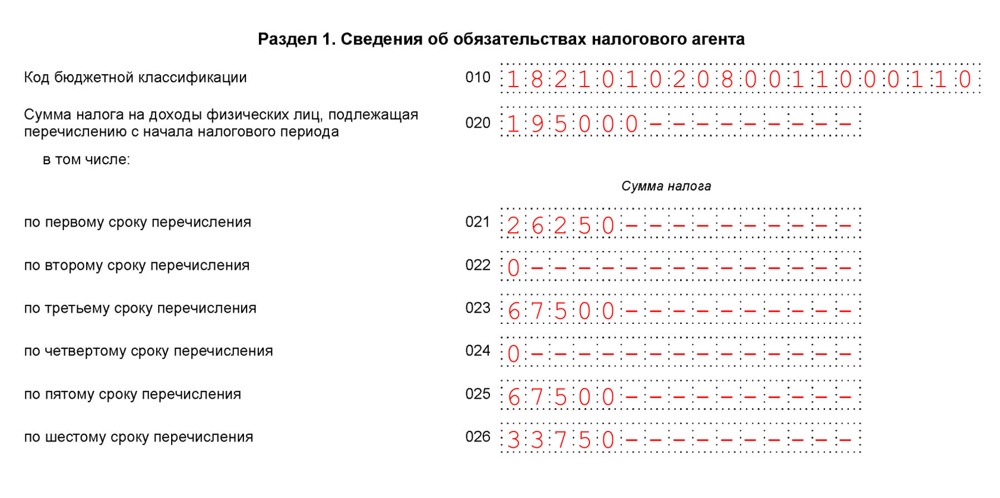 Раздел 1. Сведения об обязательствах налогового агента
Код бюджетной классификации 010 18210102080011000110
Сумма налога на доходы физических лиц, подлежащая
перечислению с начала налогового периода 020 195000---------
в том числе:
Сумма налога
по первому сроку перечисления 021 26250----------
по второму сроку перечисления 022 0--------------
по третьему сроку перечисления 023 67500----------
по четвертому сроку перечисления 024 0--------------
по пятому сроку перечисления 025 67500----------
по шестому сроку перечисления 026 33750----------